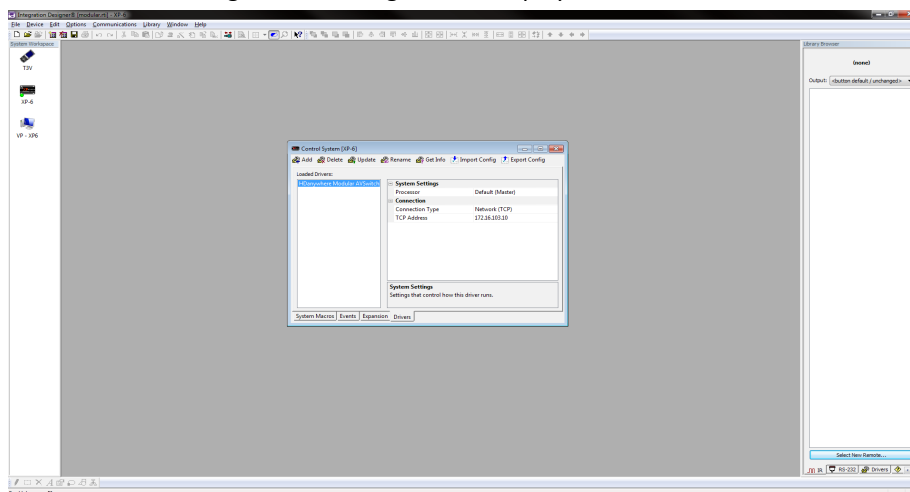 Integration Designer8 [modular.rt] - XP-6
File Device Edit Options Communications Library Window Help
System Workspace
T3V
XP-6
VP - XP6
Control System [XP-6]
Add Delete Update Rename Get Info Import Config Export Config
Loaded Drivers:
HDanywhere Modular AVSwitch
System Settings
Processor Default (Master)
Connection
Connection Type Network (TCP)
TCP Address 172.16.103.10
System Settings
Settings that control how this driver runs.
System Macros Events Expansion Drivers
Library Browser
(none)
Output: <button default / unchanged>
Select New Remote...
IR RS-232 Drivers